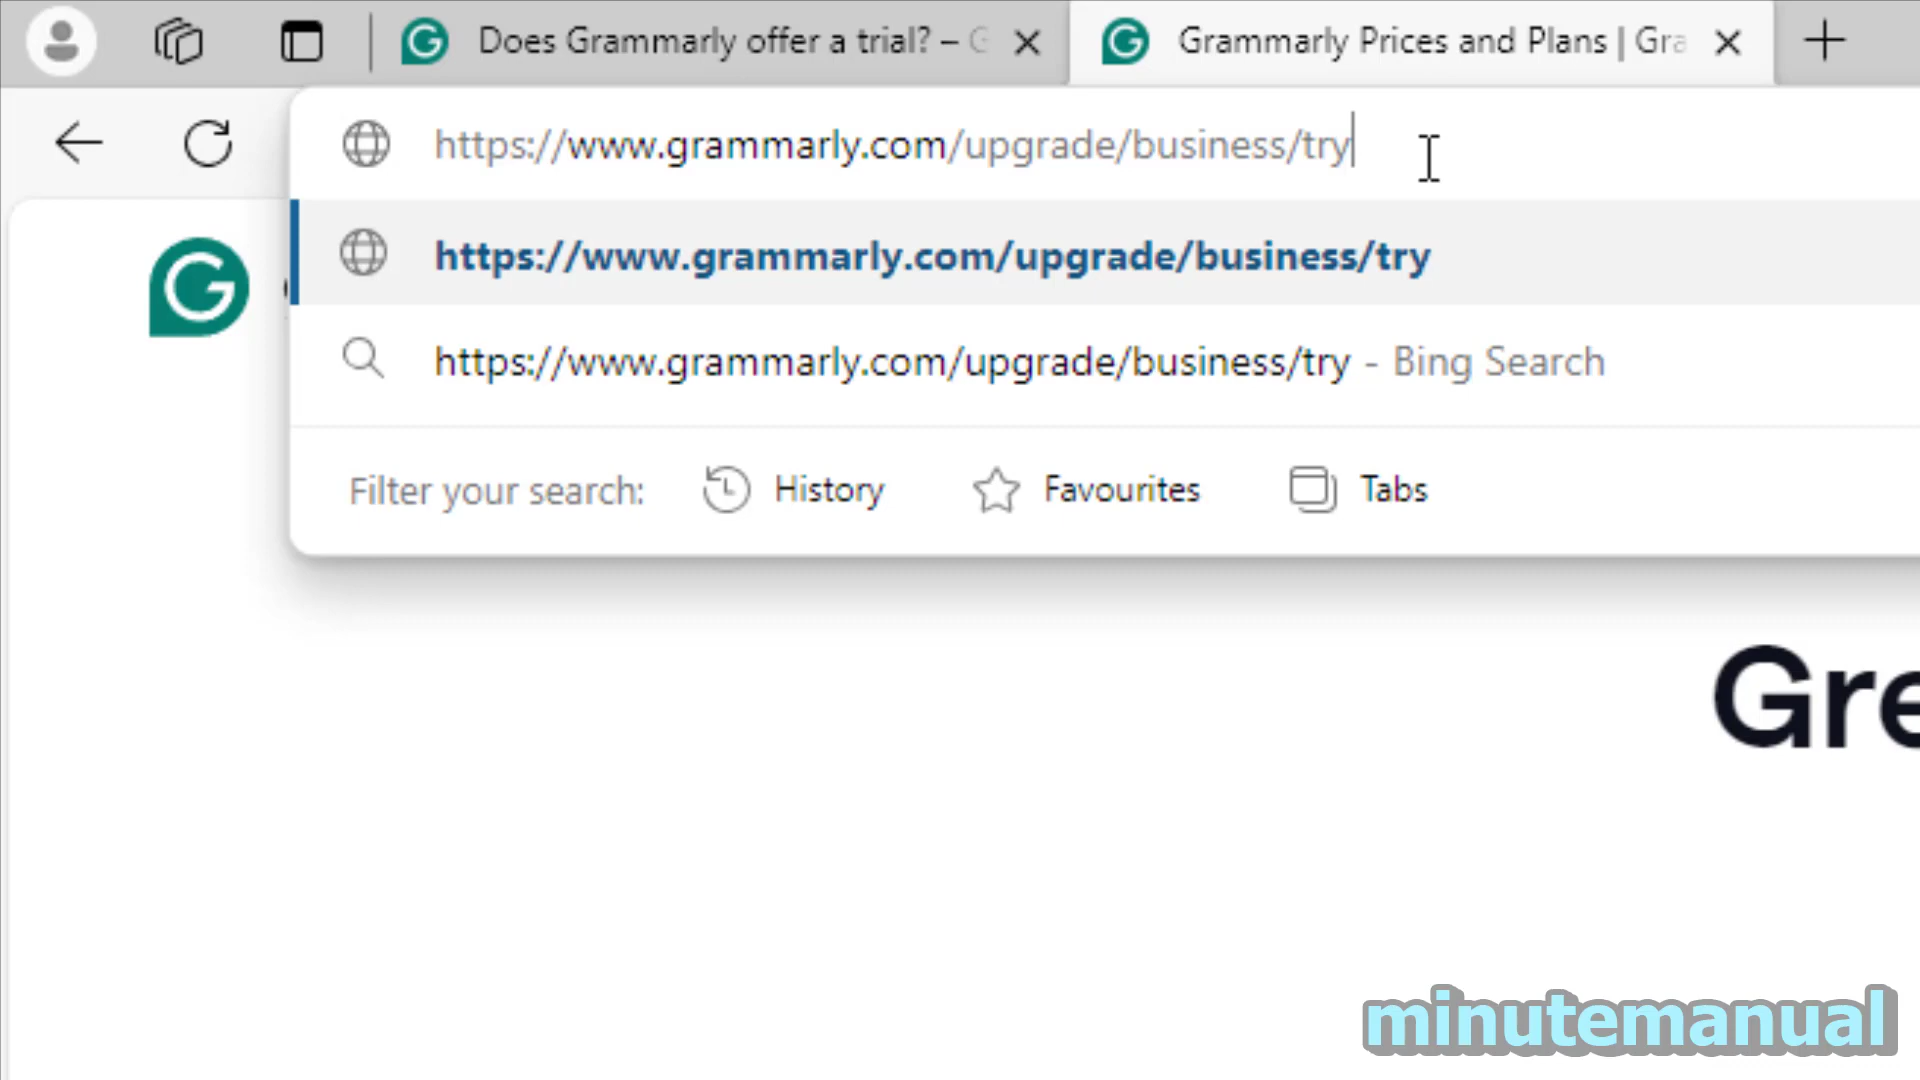 Does Grammarly offer a trial? – G
Grammarly Prices and Plans | Gra
https://www.grammarly.com/upgrade/business/try
https://www.grammarly.com/upgrade/business/try
https://www.grammarly.com/upgrade/business/try - Bing Search
Filter your search: History Favourites Tabs
Gre
minutemanual